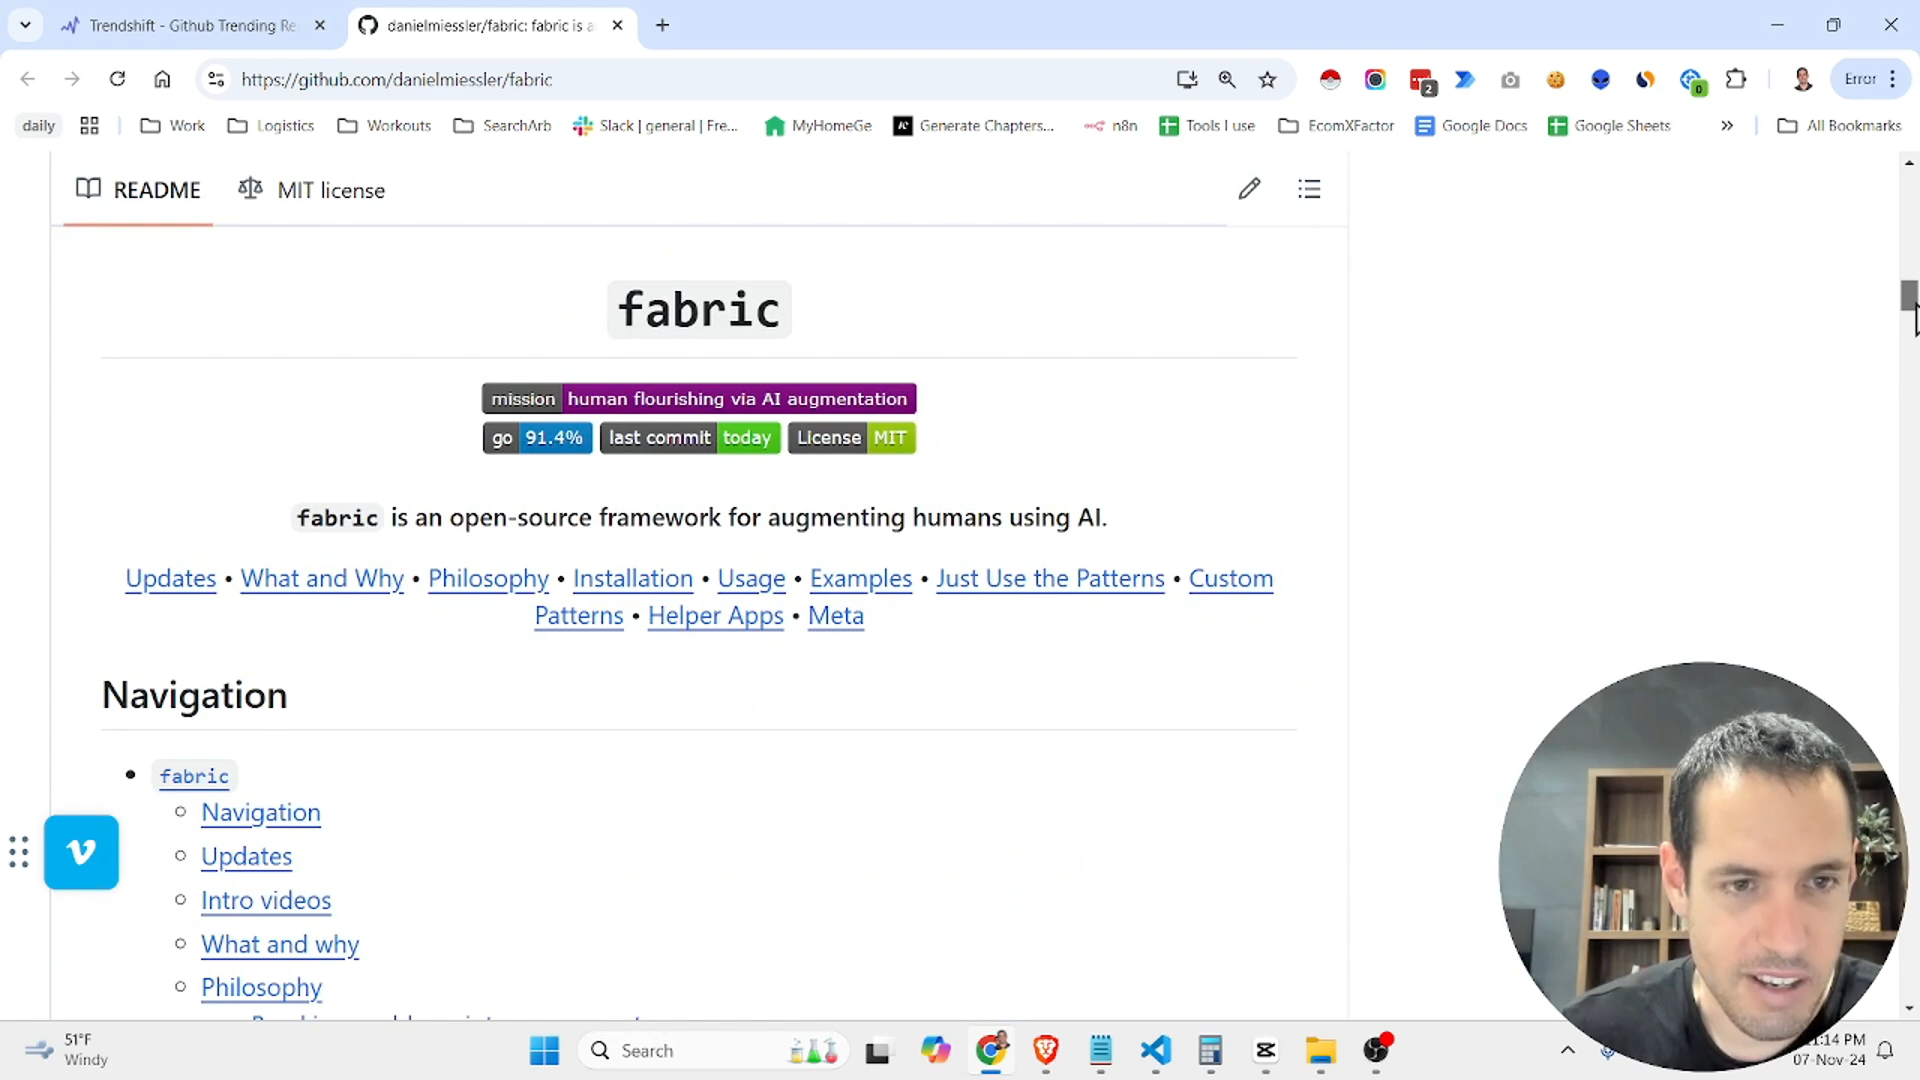 Trendshift - Github Trending Re
danielmiessler/fabric: fabric is a
https://github.com/danielmiessler/fabric
2
0
Error
daily
Work
Logistics
Workouts
SearchArb
Slack | general | Fre...
MyHomeGe
Generate Chapters...
n8n
Tools I use
EcomXFactor
Google Docs
Google Sheets
All Bookmarks
README
MIT license
fabric
mission human flourishing via AI augmentation
go 91.4% last commit today License MIT
fabric is an open-source framework for augmenting humans using AI.
Updates • What and Why • Philosophy • Installation • Usage • Examples • Just Use the Patterns • Custom
Patterns • Helper Apps • Meta
Navigation
fabric
Navigation
Updates
Intro videos
What and why
Philosophy
51°F
Windy
Search
1:14 PM
07-Nov-24